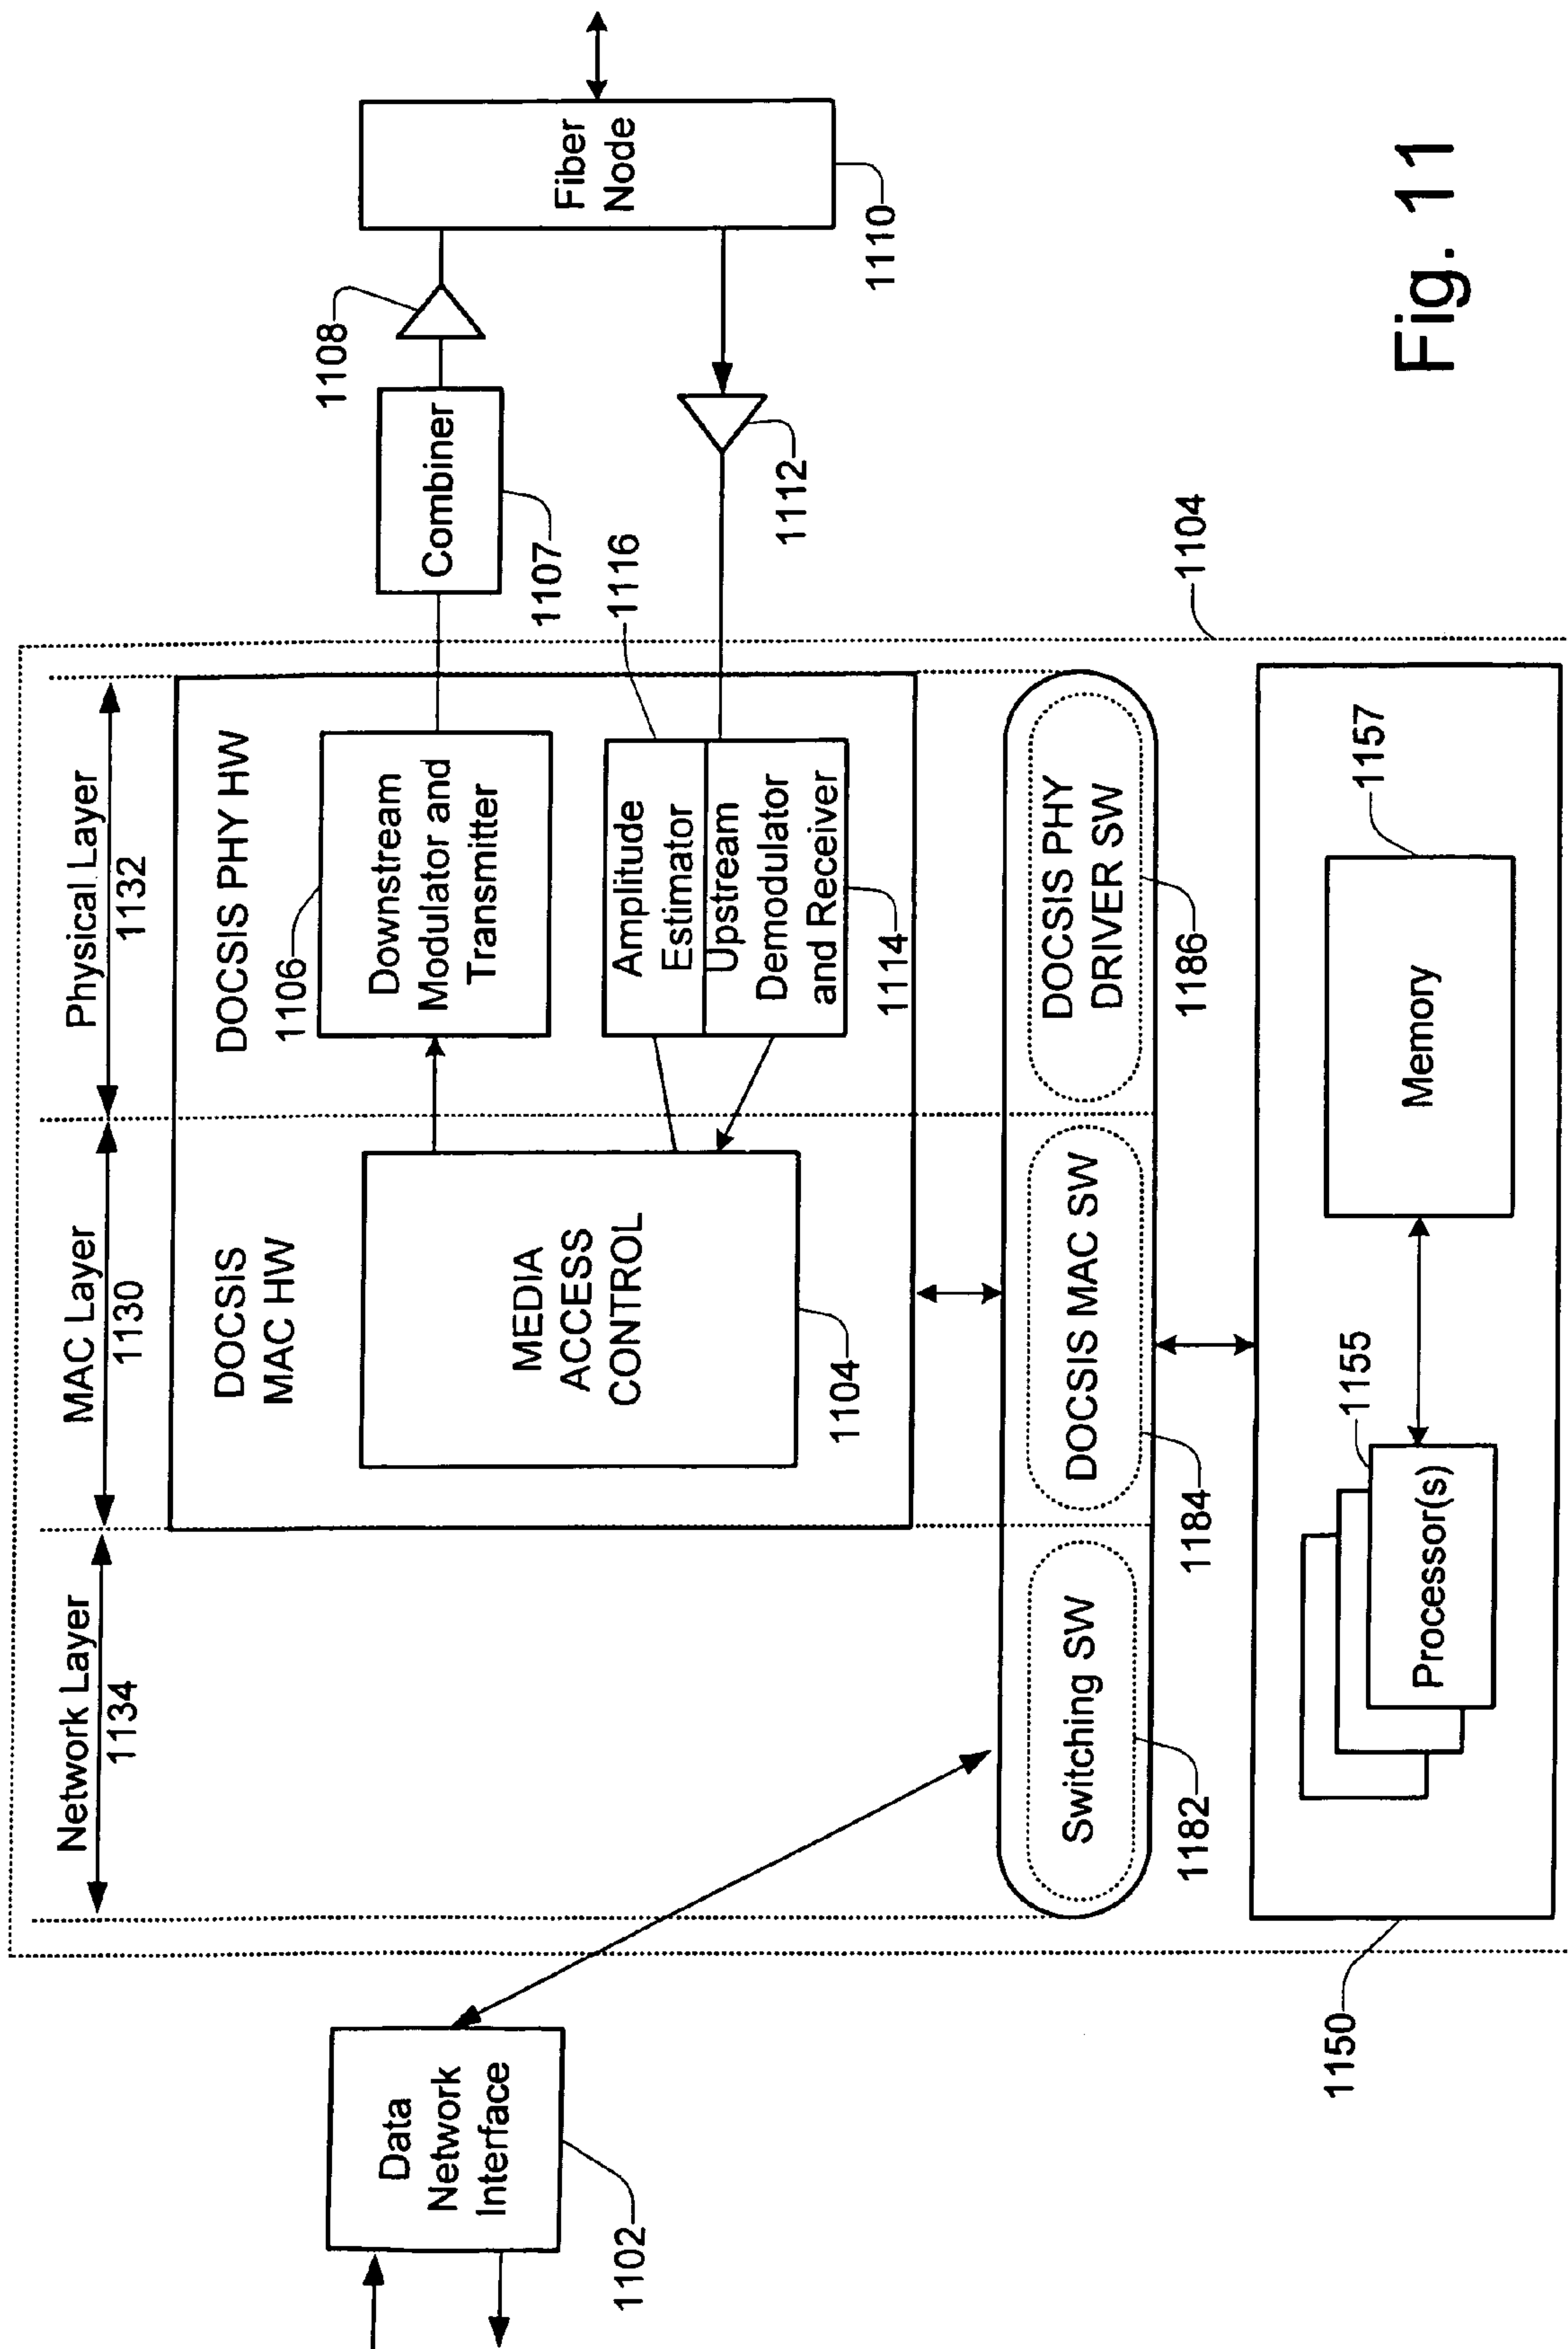 Network Layer
1134
MAC Layer
1130
Physical Layer
1132
DOCSIS
MAC HW
DOCSIS PHY HW
MEDIA
ACCESS
CONTROL
1104
1106
Downstream
Modulator and
Transmitter
Amplitude
Estimator
1116
Upstream
Demodulator
and Receiver
1114
Combiner
1107
1108
1112
Fiber
Node
1110
Data
Network
Interface
1102
Switching SW
1182
DOCSIS MAC SW
1184
DOCSIS PHY
DRIVER SW
1186
1104
Processor(s)
1155
Memory
1157
1150
Fig. 11